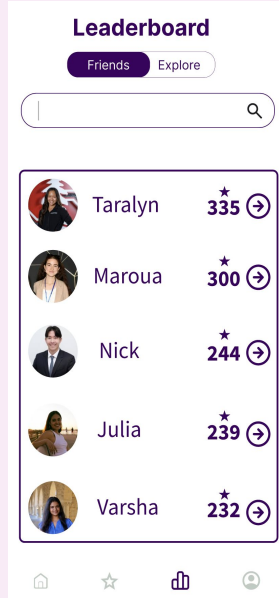 Leaderboard
Friends Explore
Taralyn 335
Maroua 300
Nick 244
Julia 239
Varsha 232